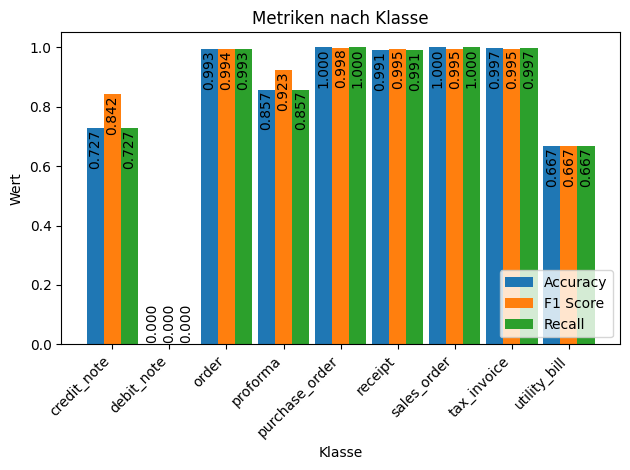 Metriken nach Klasse
Wert
1.0
0.8
0.6
0.4
0.2
0.0
0.727
0.842
0.727
0.000
0.000
0.000
0.993
0.994
0.993
0.857
0.923
0.857
1.000
0.998
1.000
0.991
0.995
0.991
1.000
0.995
1.000
0.997
0.995
0.997
0.667
0.667
0.667
Accuracy
F1 Score
Recall
credit_note
debit_note
order
proforma
purchase_order
receipt
sales_order
tax_invoice
utility_bill
Klasse